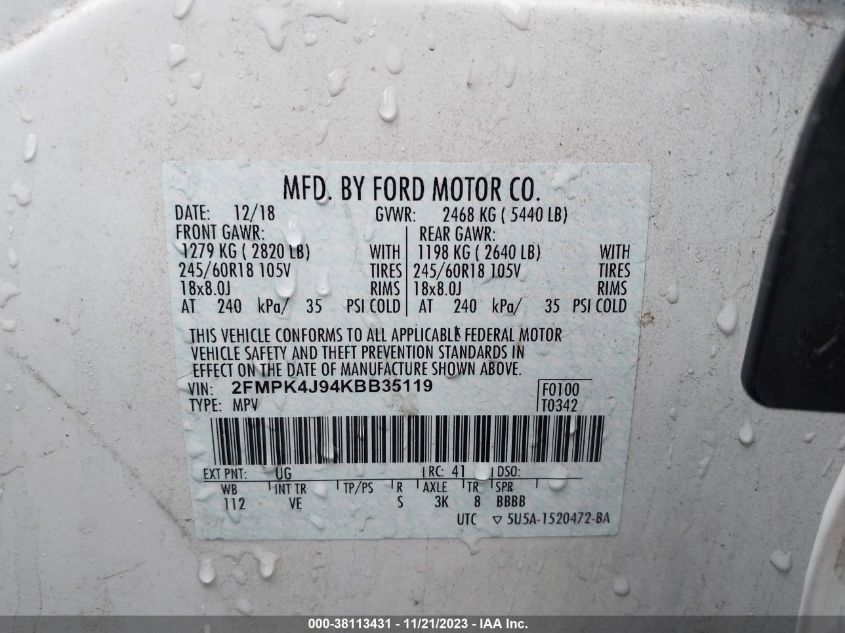 MFD. BY FORD MOTOR CO.
DATE: 12/18 GVWR: 2468 KG ( 5440 LB)
FRONT GAWR: REAR GAWR:
1279 KG ( 2820 LB) WITH 1198 KG ( 2640 LB) WITH
245/60R18 105V TIRES 245/60R18 105V TIRES
18x8.0J RIMS 18x8.0J RIMS
AT 240 kPa/ 35 PSI COLD AT 240 kPa/ 35 PSI COLD
THIS VEHICLE CONFORMS TO ALL APPLICABLE FEDERAL MOTOR
VEHICLE SAFETY AND THEFT PREVENTION STANDARDS IN
EFFECT ON THE DATE OF MANUFACTURE SHOWN ABOVE.
VIN: 2FMPK4J94KBB35119 F0100
TYPE: MPV T0342
EXT PNT: UG RC: 41 DSO:
WB INT TR TP/PS R AXLE TR SPR
112 VE S 3K 8 BBBB
UTC ▽ 5U5A-1520472-BA
000-38113431 - 11/21/2023 - IAA Inc.